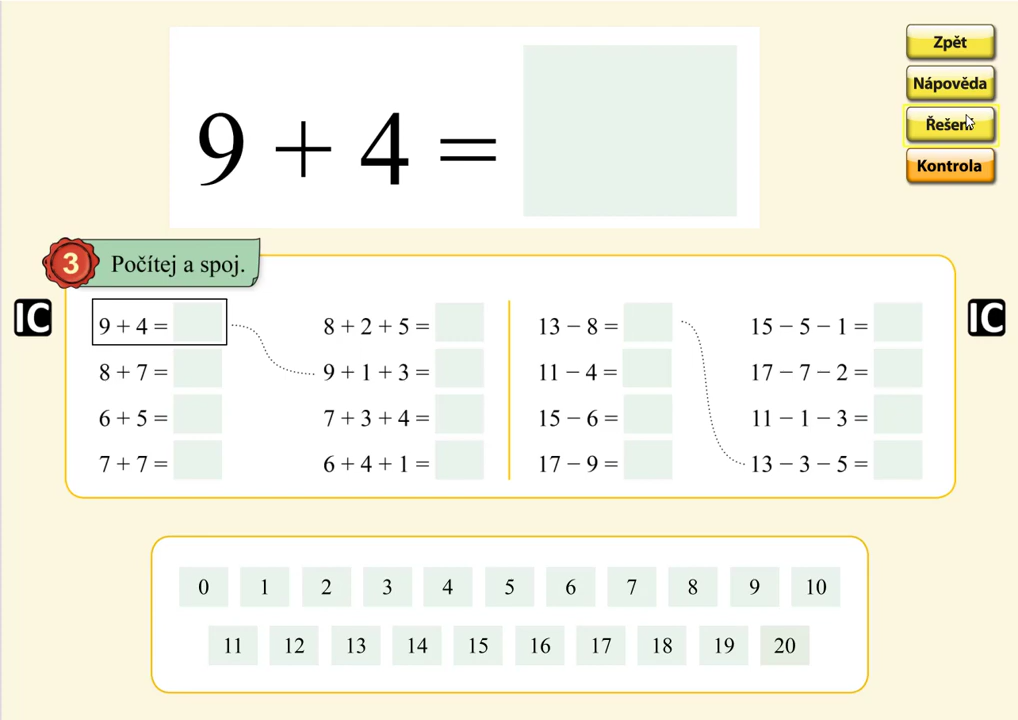 Zpět
Nápověda
Řešení
Kontrola
9 + 4 =
3 Počítej a spoj.
IC
IC
9 + 4 = 8 + 2 + 5 = 13 − 8 = 15 − 5 − 1 =
8 + 7 = 9 + 1 + 3 = 11 − 4 = 17 − 7 − 2 =
6 + 5 = 7 + 3 + 4 = 15 − 6 = 11 − 1 − 3 =
7 + 7 = 6 + 4 + 1 = 17 − 9 = 13 − 3 − 5 =
0 1 2 3 4 5 6 7 8 9 10
11 12 13 14 15 16 17 18 19 20